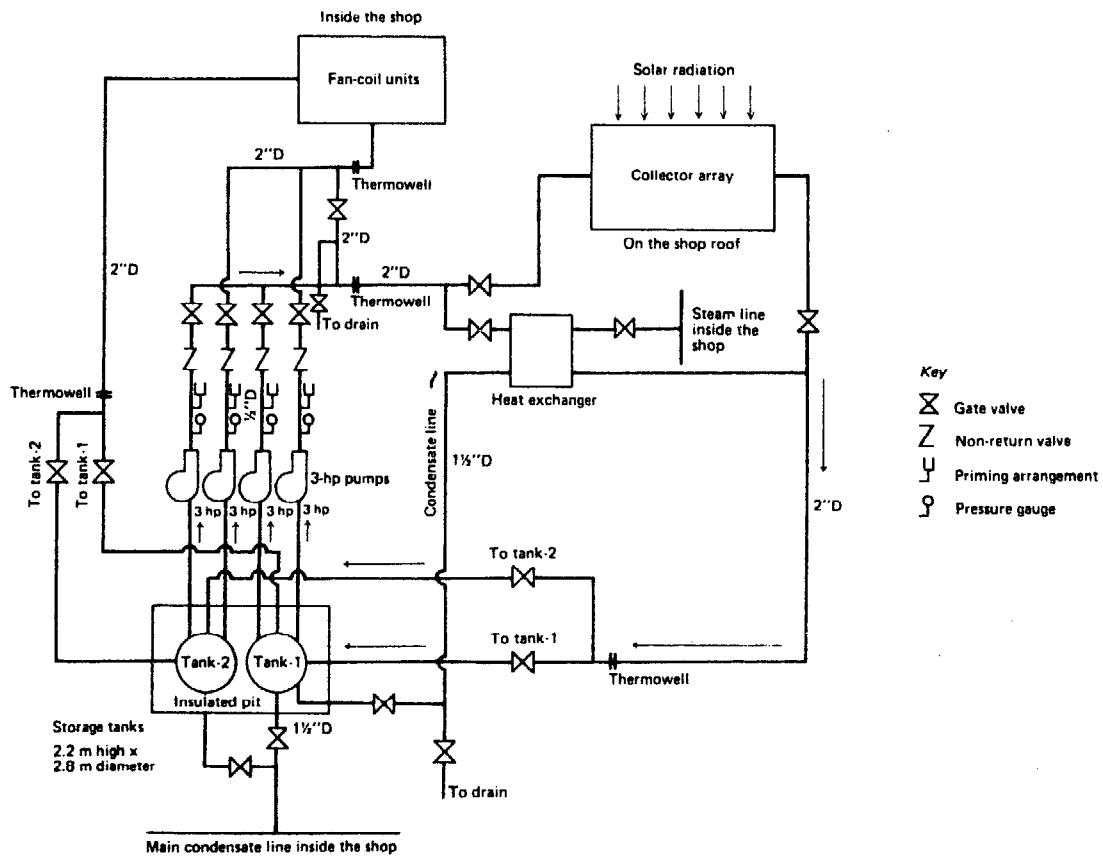 Inside the shop
Fan-coil units
Solar radiation
Collector array
On the shop roof
2"D
Thermowell
2"D
2"D
2"D
Thermowell
To drain
Steam line
inside the
shop
Heat exchanger
Thermowell
½"D
Condensate line
1½"D
To tank-2
To tank-1
3-hp pumps
3 hp
3 hp
3 hp
3 hp
2"D
Key
Gate valve
Non-return valve
Priming arrangement
Pressure gauge
To tank-2
To tank-1
Thermowell
Tank-2
Tank-1
Insulated pit
1½"D
Storage tanks
2.2 m high x
2.8 m diameter
To drain
Main condensate line inside the shop